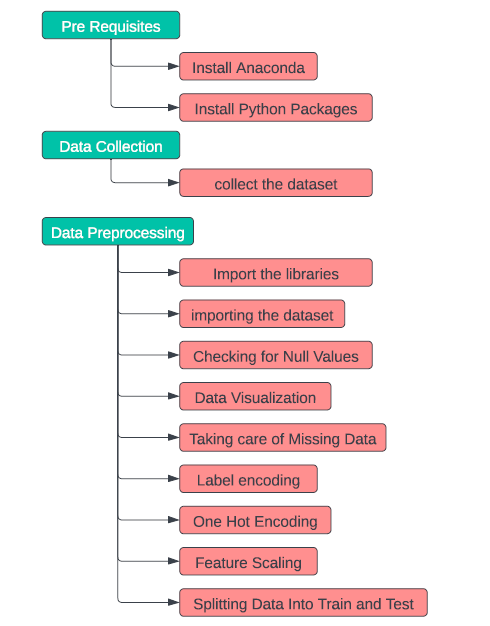 Pre Requisites
Install Anaconda
Install Python Packages
Data Collection
collect the dataset
Data Preprocessing
Import the libraries
importing the dataset
Checking for Null Values
Data Visualization
Taking care of Missing Data
Label encoding
One Hot Encoding
Feature Scaling
Splitting Data Into Train and Test